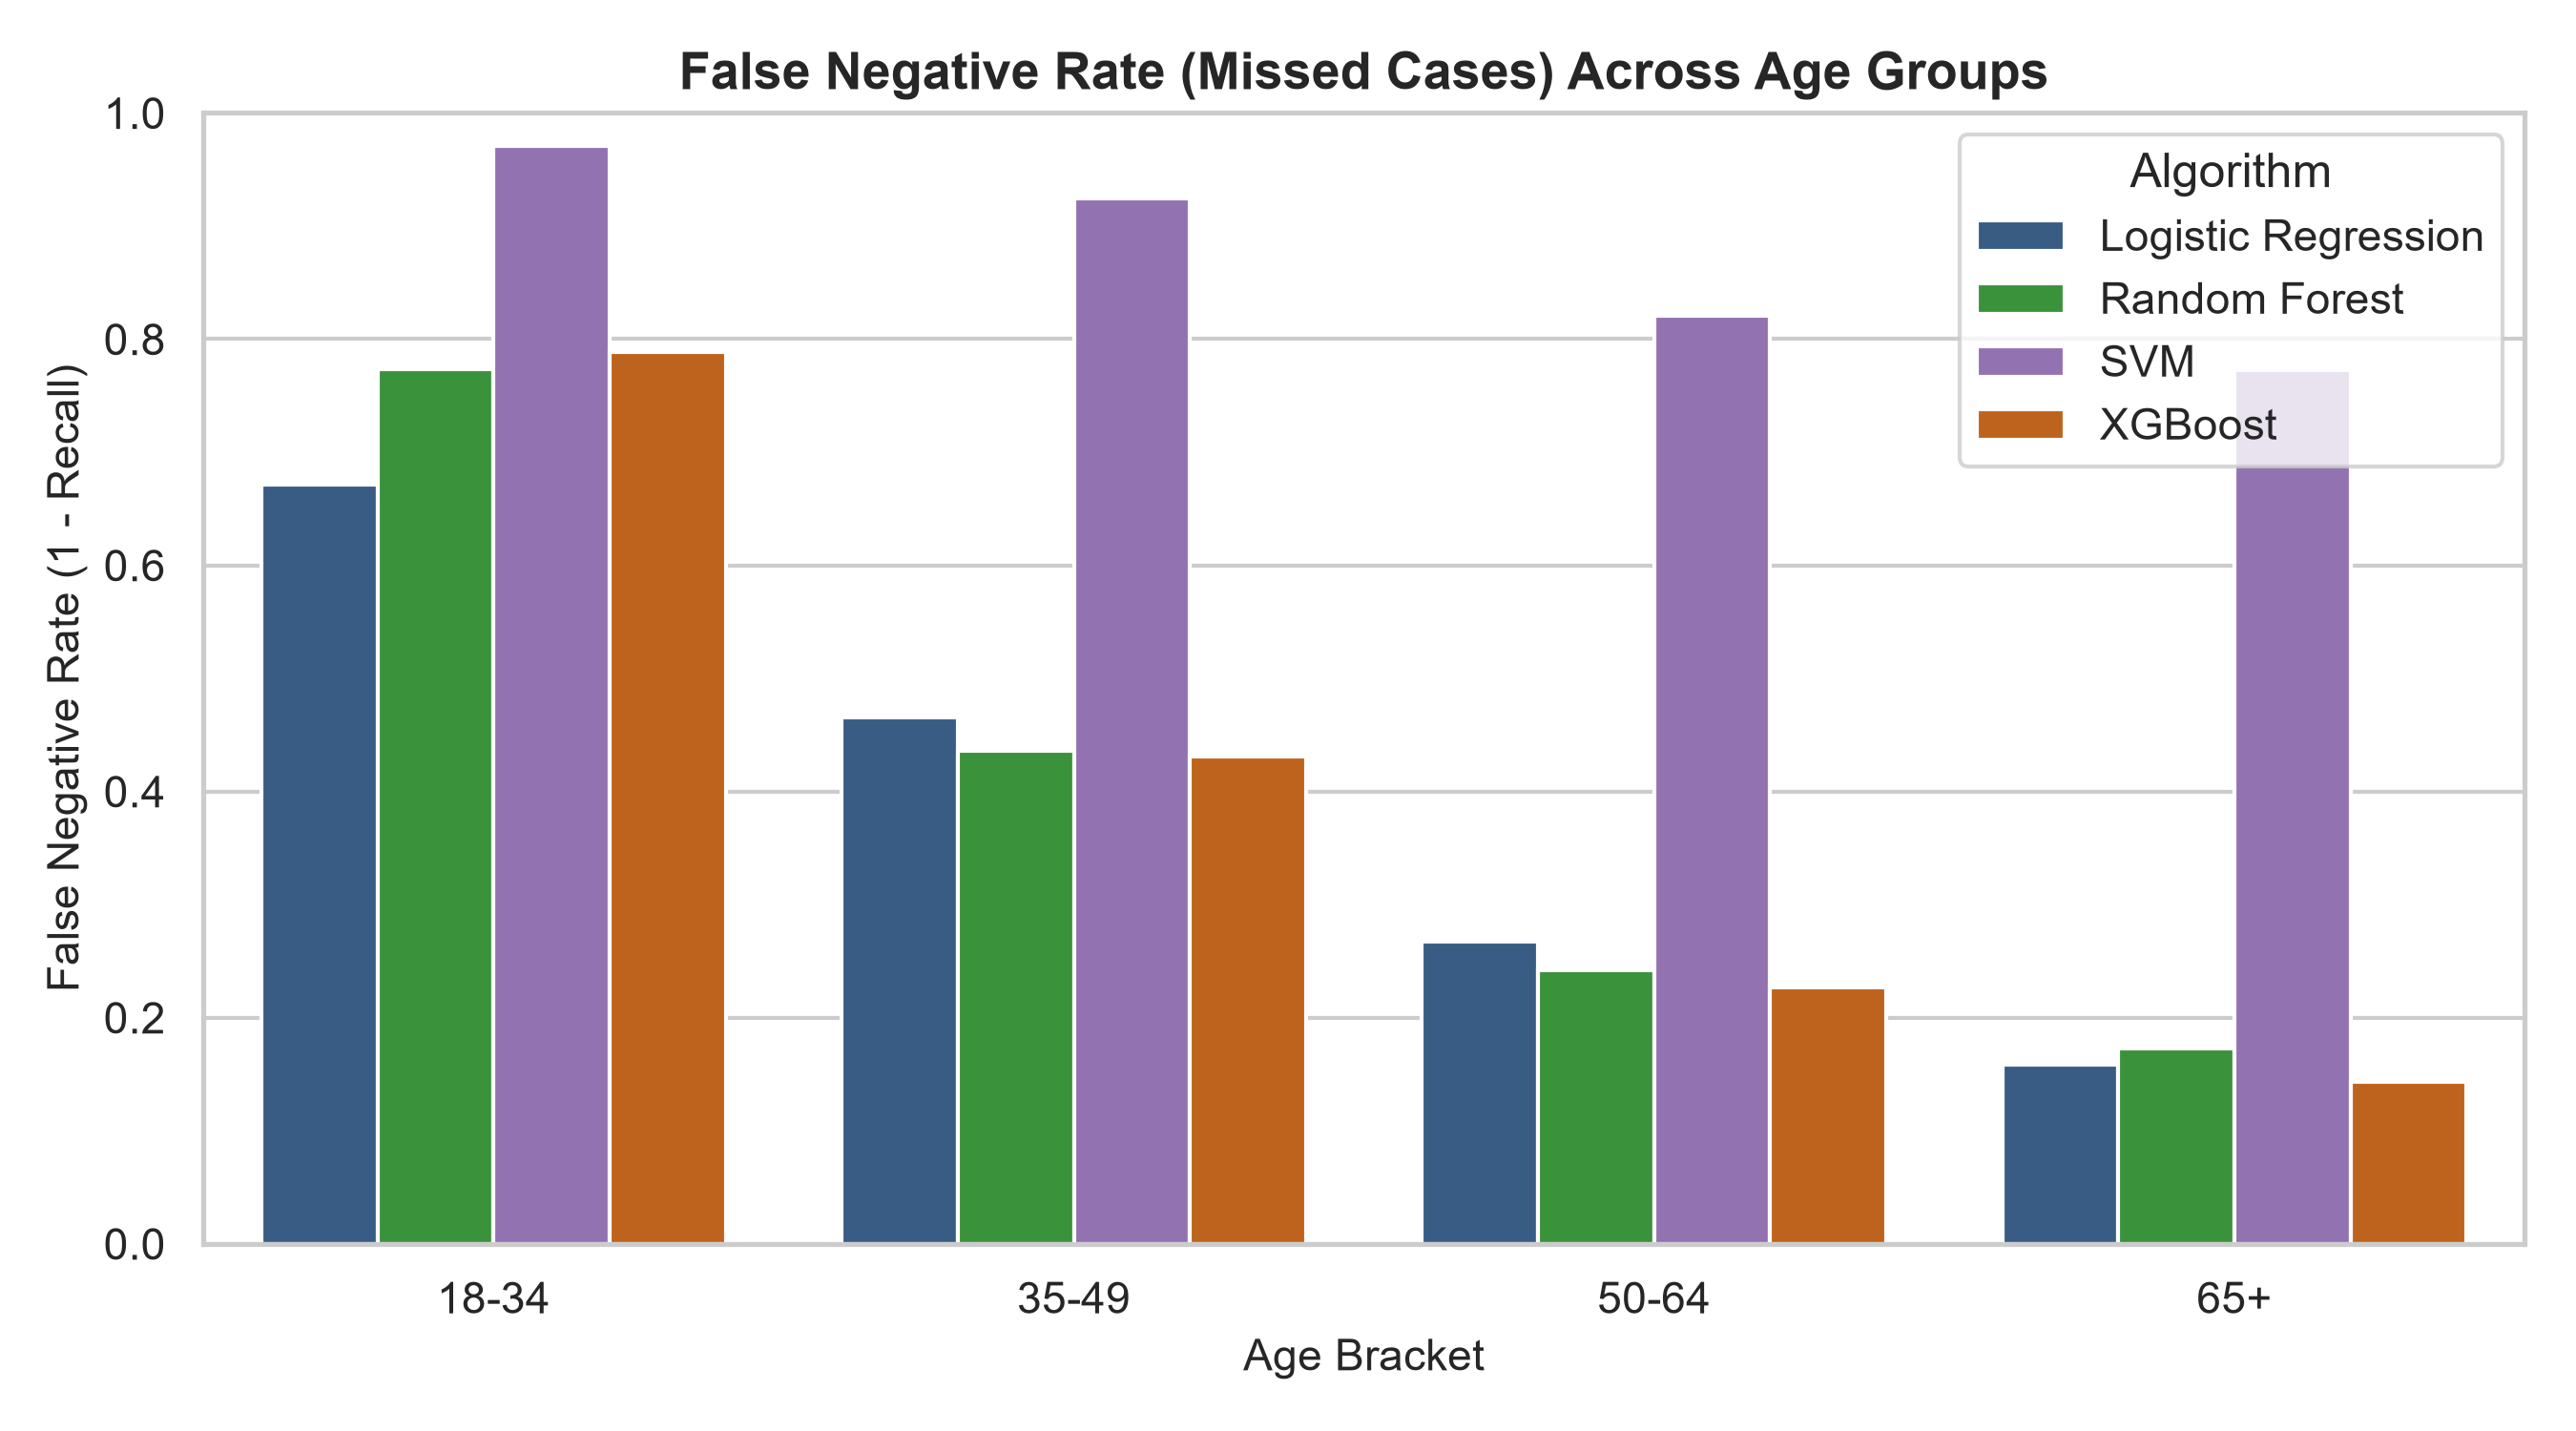 False Negative Rate (Missed Cases) Across Age Groups
False Negative Rate (1 - Recall)
1.0
0.8
0.6
0.4
0.2
0.0
Algorithm
Logistic Regression
Random Forest
SVM
XGBoost
18-34
35-49
50-64
65+
Age Bracket